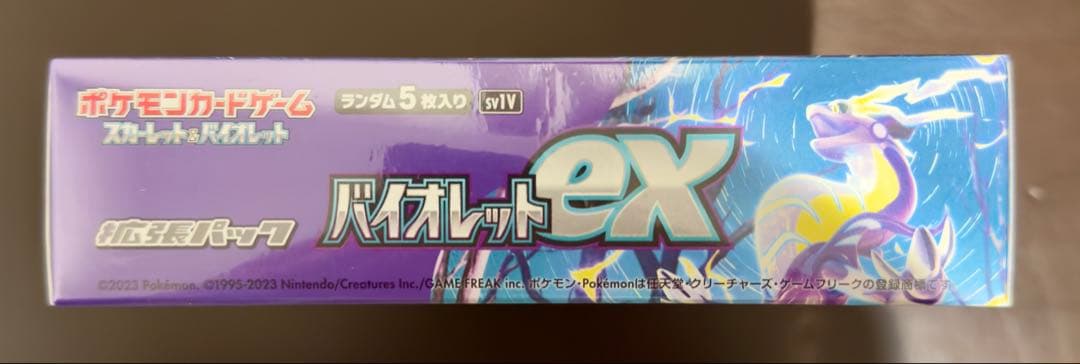 ポケモンカードゲーム
スカーレット&バイオレット
ランダム5枚入り sv1V
バイオレットex
拡張パック
©2023 Pokémon. ©1995-2023 Nintendo/Creatures Inc./GAME FREAK inc. ポケモン・Pokémonは任天堂・クリーチャーズ・ゲームフリークの登録商標です